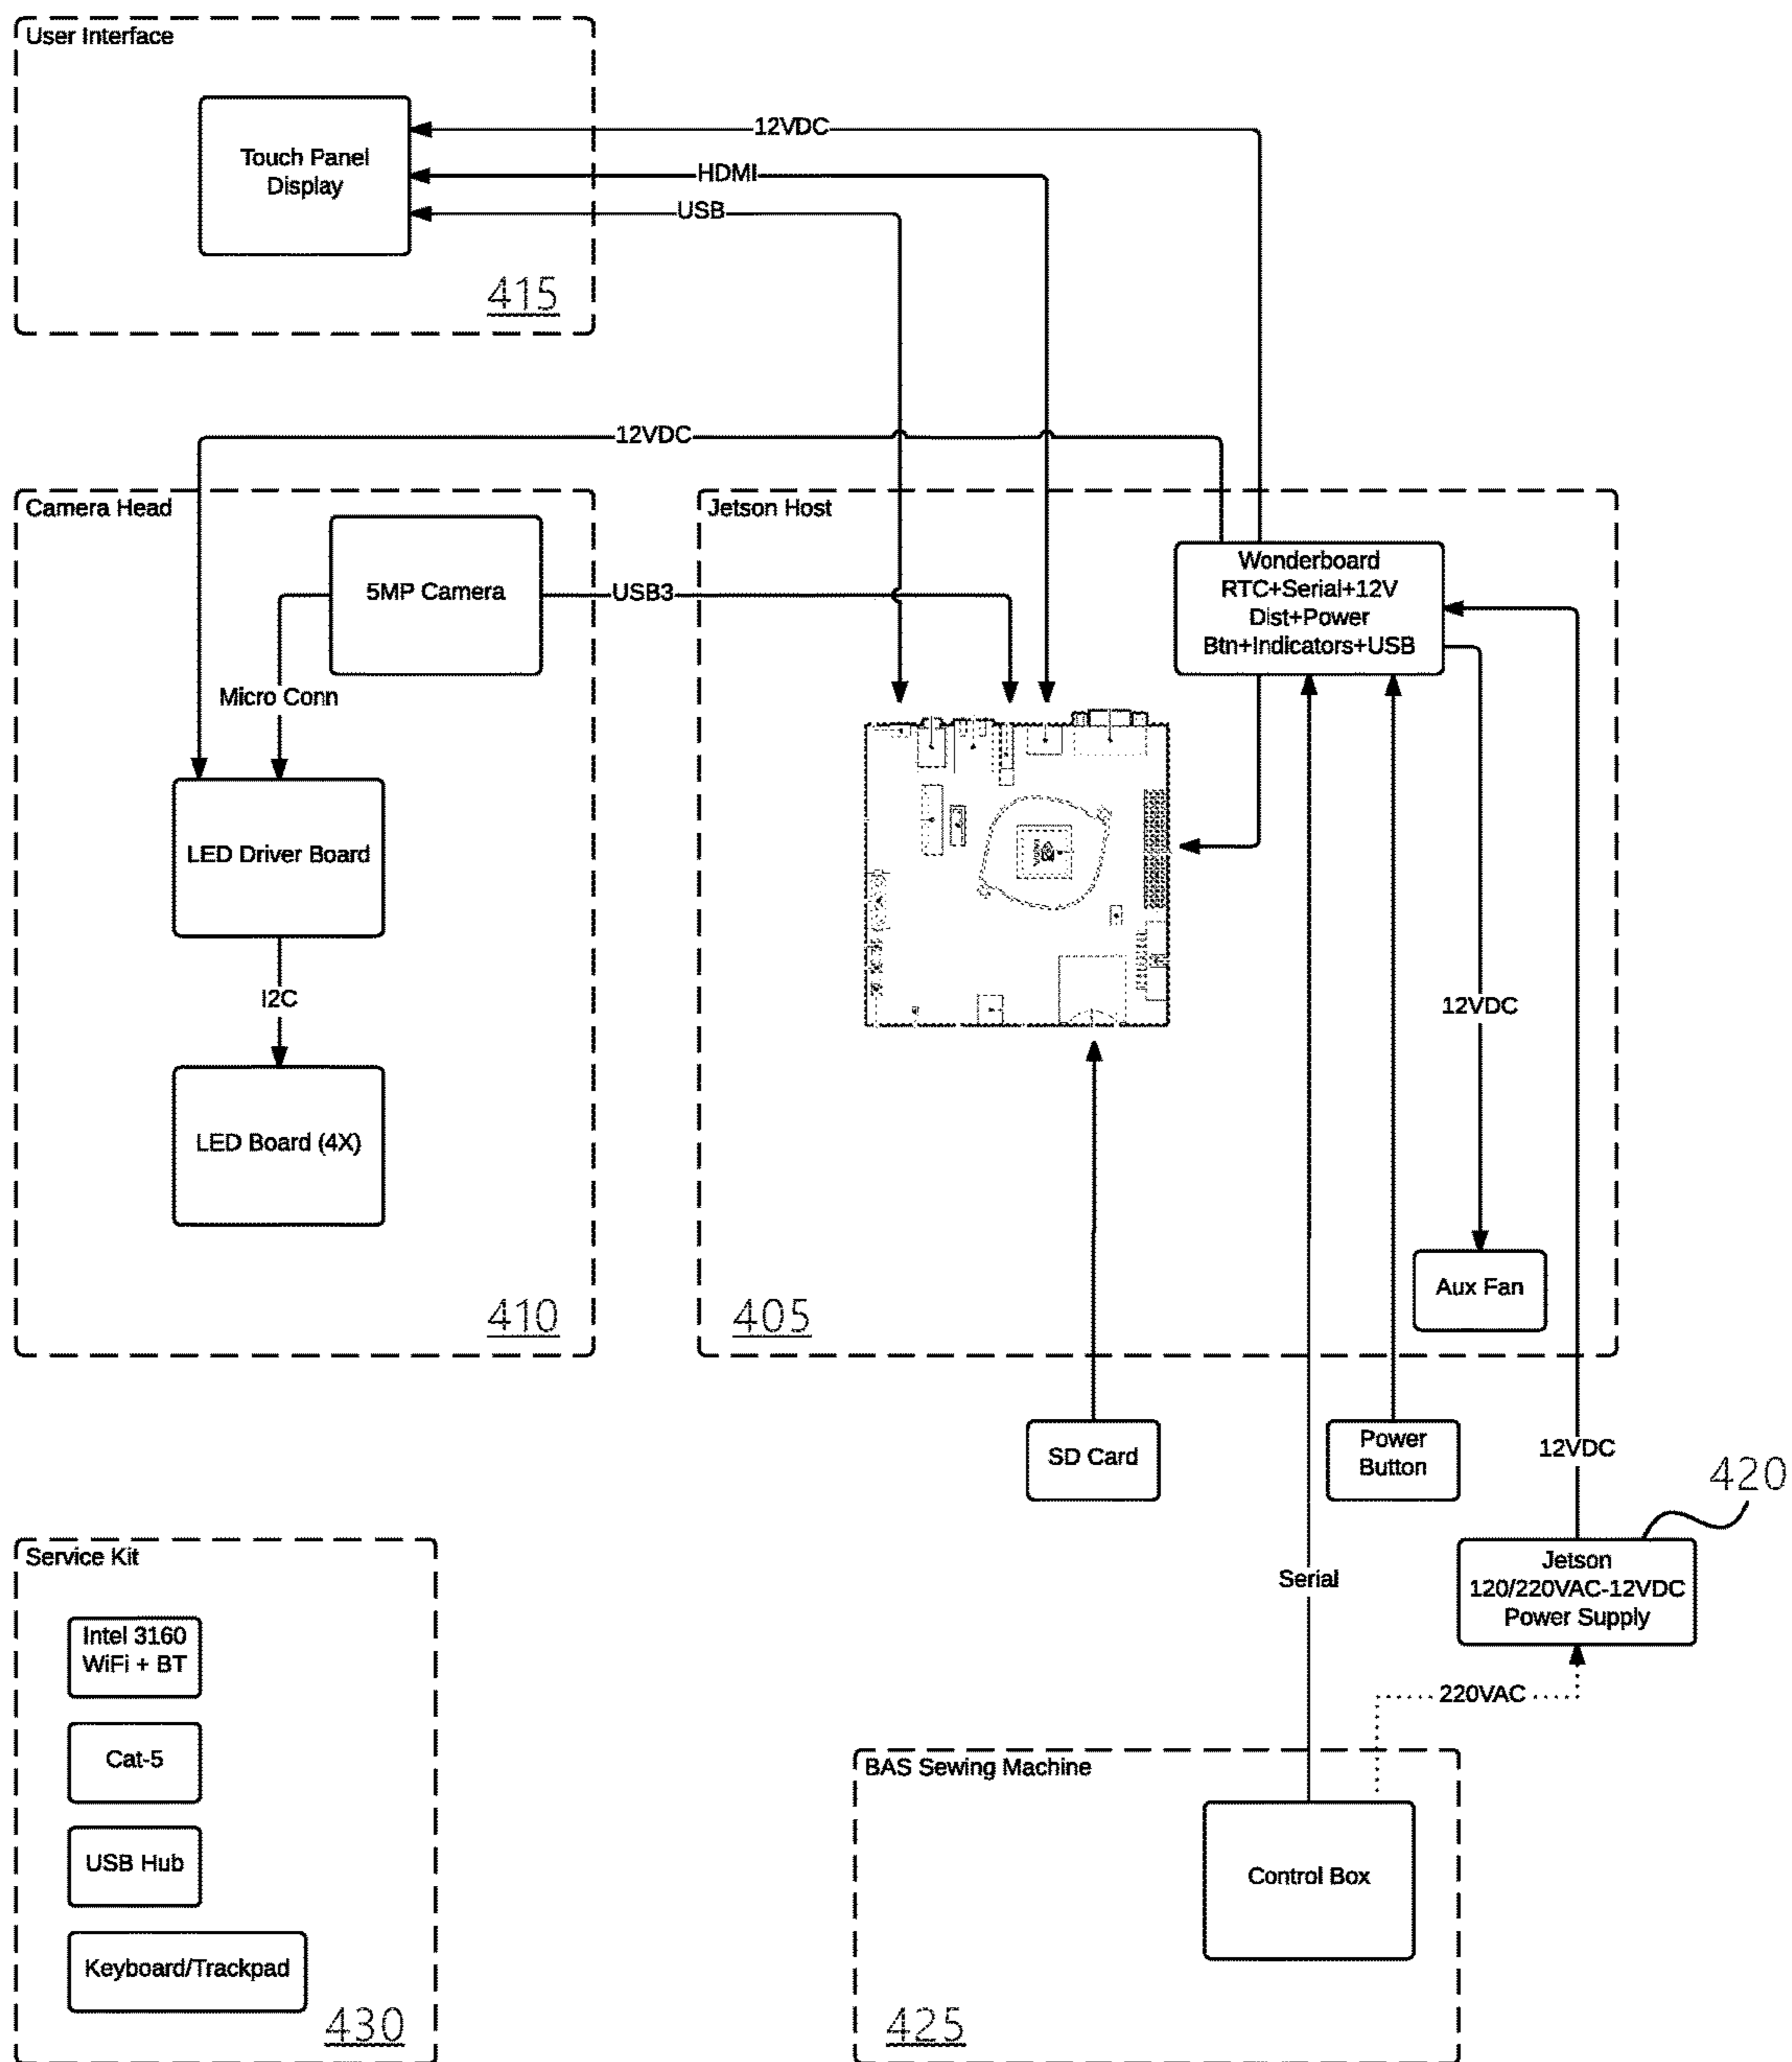 User Interface
Touch Panel
Display
12VDC
HDMI
USB
415
12VDC
Camera Head
5MP Camera
USB3
Micro Conn
LED Driver Board
I2C
LED Board (4X)
410
Jetson Host
Wonderboard
RTC+Serial+12V
Dist+Power
Btn+Indicators+USB
12VDC
Aux Fan
405
SD Card
Power
Button
12VDC
420
Jetson
120/220VAC-12VDC
Power Supply
Serial
220VAC
Service Kit
Intel 3160
WiFi + BT
Cat-5
USB Hub
Keyboard/Trackpad
430
BAS Sewing Machine
Control Box
425